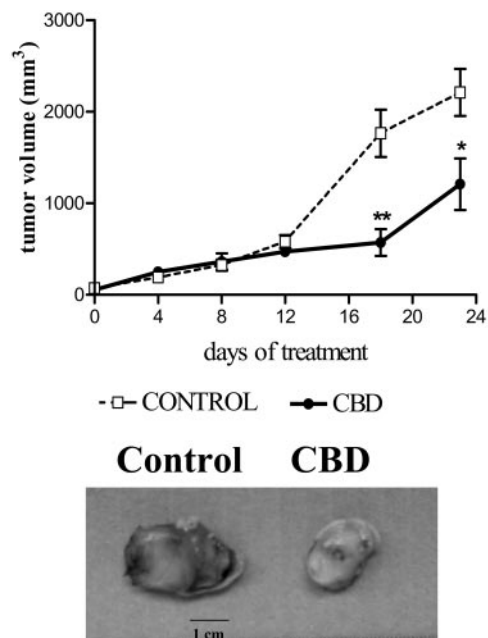 tumor volume (mm³)
3000
2000
1000
0
**
*
0 4 8 12 16 20 24
days of treatment
CONTROL CBD
Control CBD
1 cm